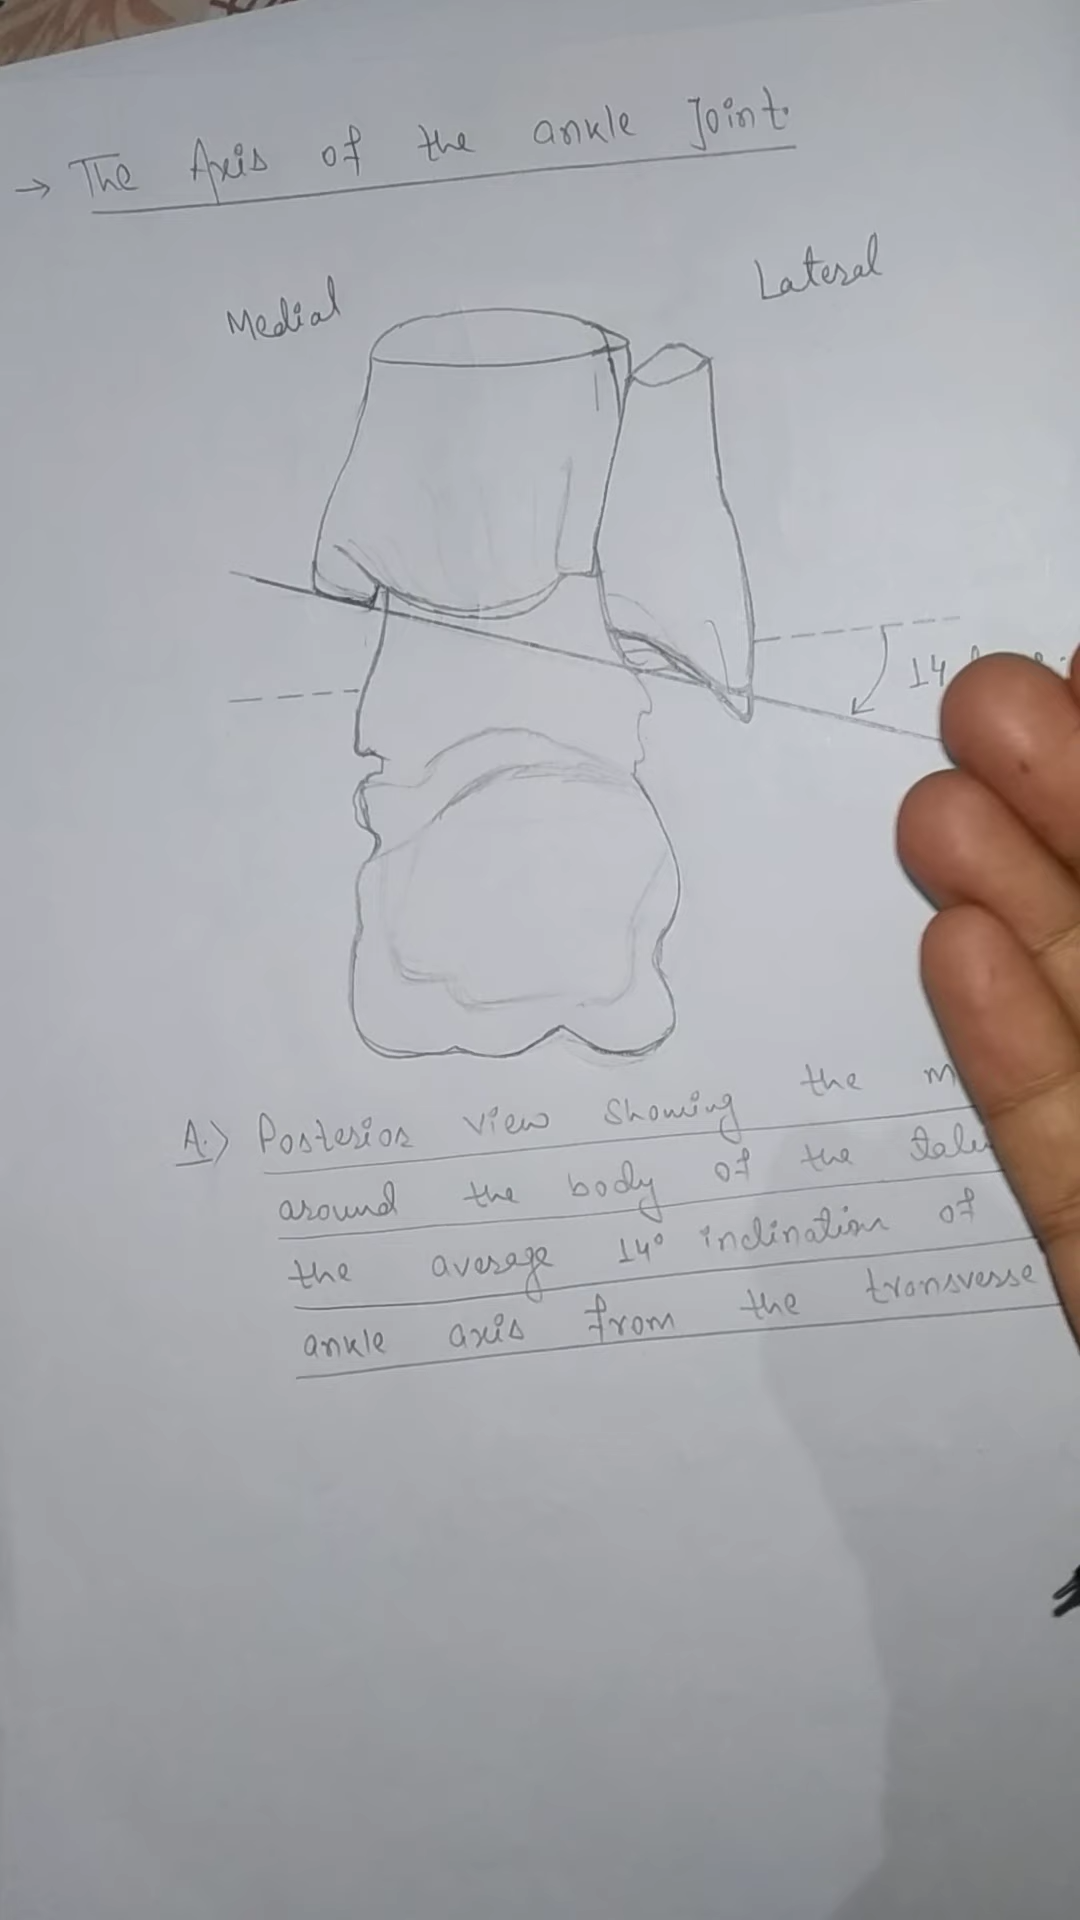 → The Axis of the ankle Joint.
Medial
Lateral
14
A.) Posterior view showing the
around the body of the
the average 14° inclination of
ankle axis from the transverse